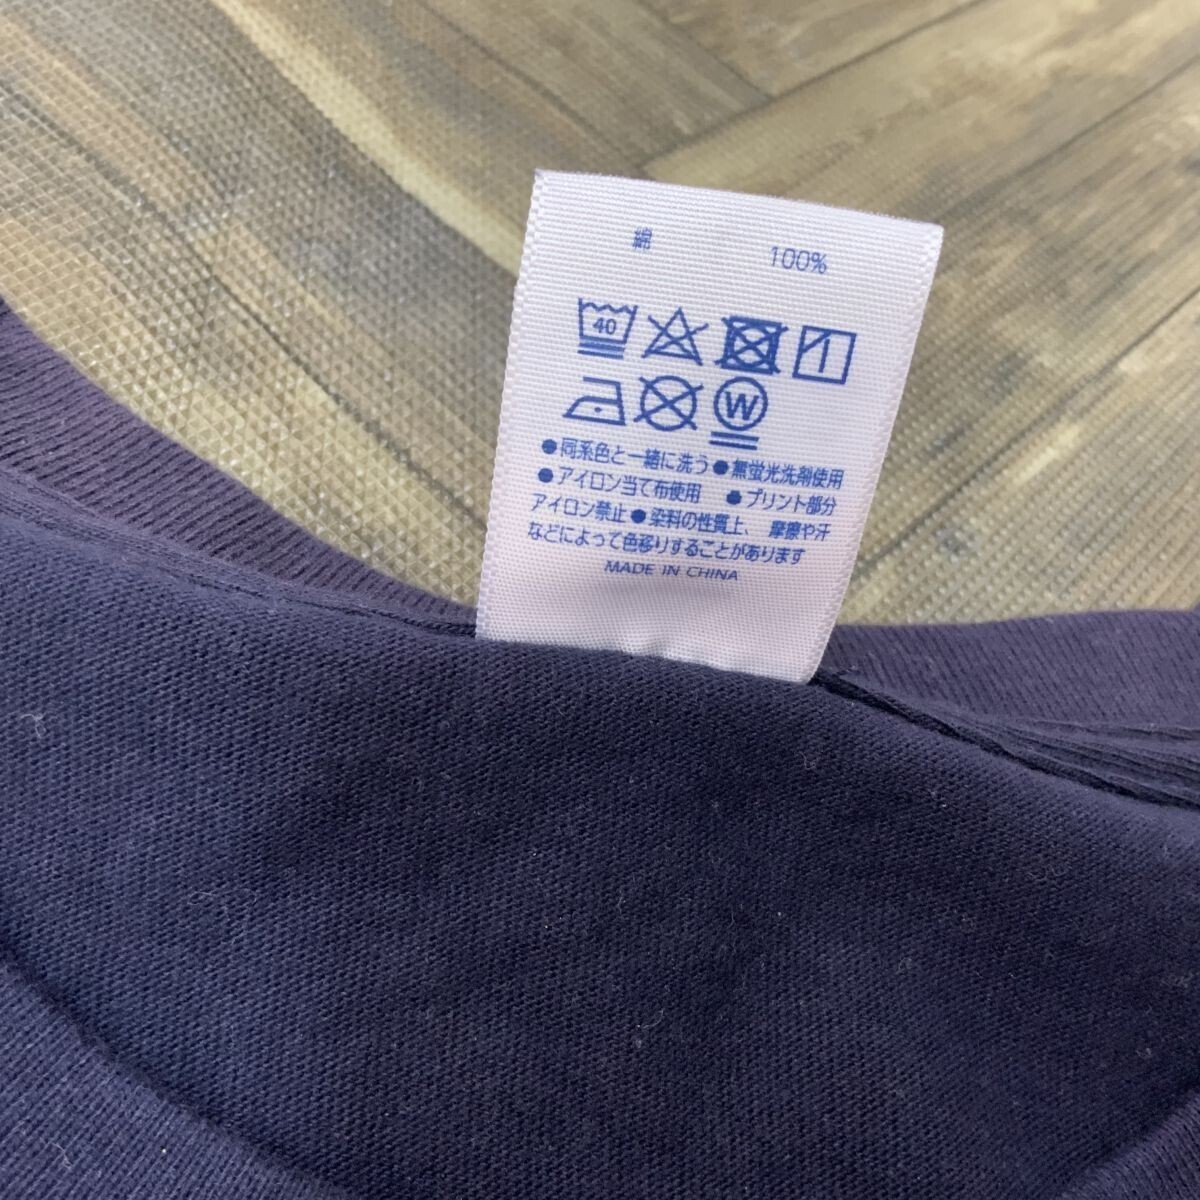 綿 100%
40
W
●同系色と一緒に洗う●無蛍光洗剤使用
●アイロン当て布使用 ●プリント部分
アイロン禁止●染料の性質上、摩擦や汗
などによって色移りすることがあります
MADE IN CHINA